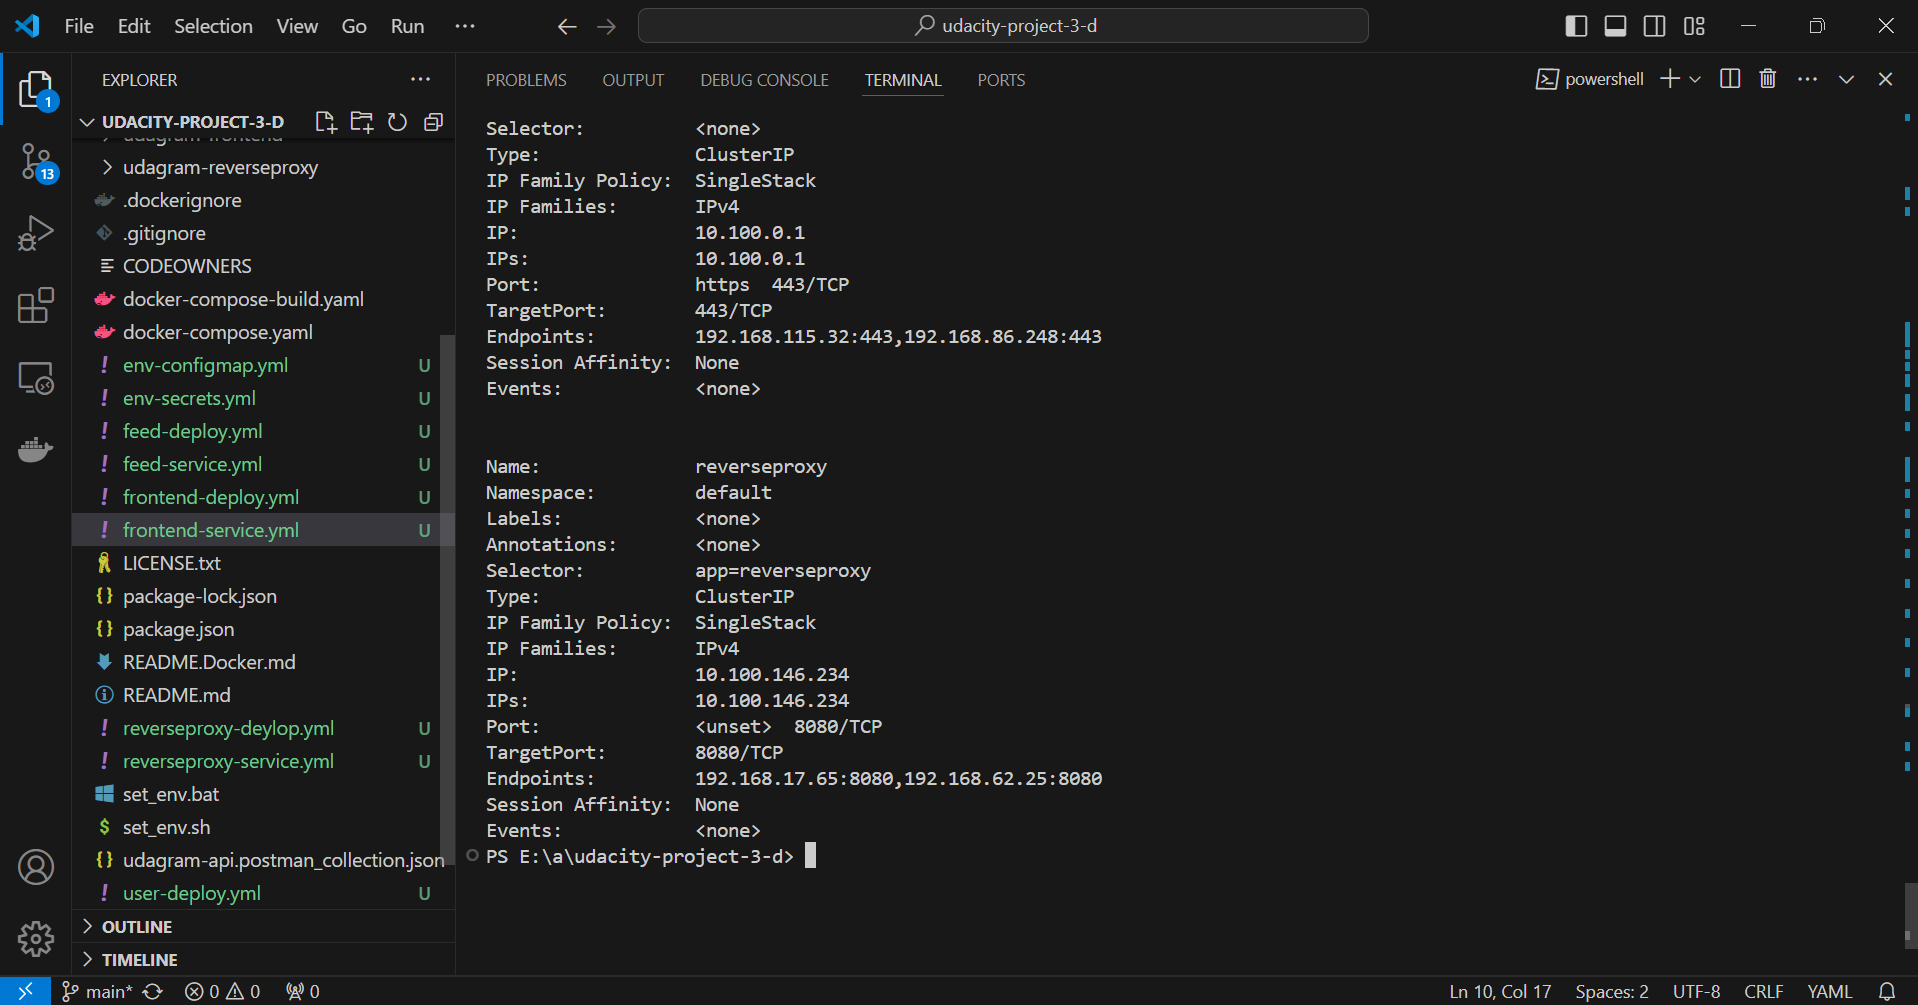 File Edit Selection View Go Run ···
udacity-project-3-d
EXPLORER ···
1
13
UDACITY-PROJECT-3-D
udagram-frontend
udagram-reverseproxy
.dockerignore
.gitignore
CODEOWNERS
docker-compose-build.yaml
docker-compose.yaml
! env-configmap.yml U
! env-secrets.yml U
! feed-deploy.yml U
! feed-service.yml U
! frontend-deploy.yml U
! frontend-service.yml U
LICENSE.txt
{} package-lock.json
{} package.json
README.Docker.md
README.md
! reverseproxy-deylop.yml U
! reverseproxy-service.yml U
set_env.bat
$ set_env.sh
{} udagram-api.postman_collection.json
! user-deploy.yml U
OUTLINE
TIMELINE
PROBLEMS OUTPUT DEBUG CONSOLE TERMINAL PORTS
powershell
Selector: <none>
Type: ClusterIP
IP Family Policy: SingleStack
IP Families: IPv4
IP: 10.100.0.1
IPs: 10.100.0.1
Port: https 443/TCP
TargetPort: 443/TCP
Endpoints: 192.168.115.32:443,192.168.86.248:443
Session Affinity: None
Events: <none>
Name: reverseproxy
Namespace: default
Labels: <none>
Annotations: <none>
Selector: app=reverseproxy
Type: ClusterIP
IP Family Policy: SingleStack
IP Families: IPv4
IP: 10.100.146.234
IPs: 10.100.146.234
Port: <unset> 8080/TCP
TargetPort: 8080/TCP
Endpoints: 192.168.17.65:8080,192.168.62.25:8080
Session Affinity: None
Events: <none>
PS E:\a\udacity-project-3-d>
main* 0 0 0
Ln 10, Col 17 Spaces: 2 UTF-8 CRLF YAML